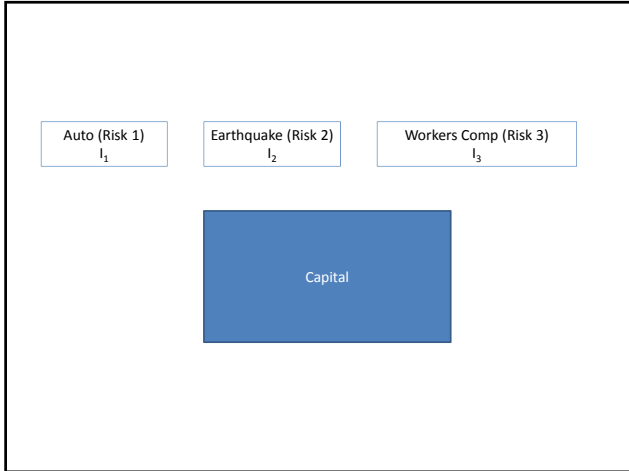 Auto (Risk 1)
I₁
Earthquake (Risk 2)
I₂
Workers Comp (Risk 3)
I₃
Capital